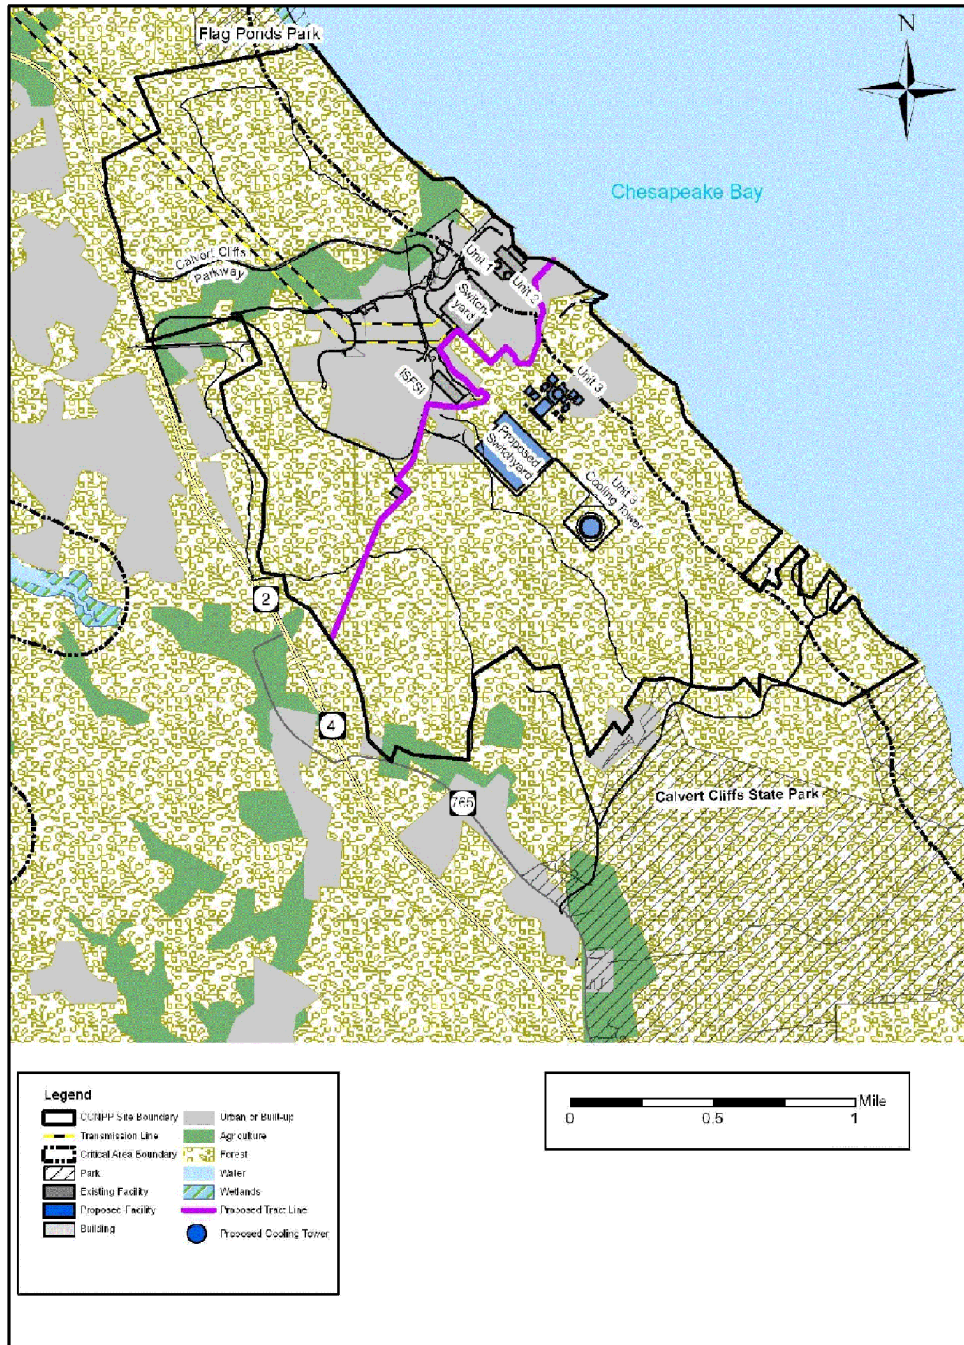 Flag Ponds Park
N
Chesapeake Bay
Calvert Cliffs
Parkway
Unit 1
Unit 2
Switch-
yard
ISFSI
Unit 3
Proposed
Switchyard
Unit 3
Cooling Tower
2
4
765
Calvert Cliffs State Park
Legend
CCNPP Site Boundary
Transmission Line
Critical Area Boundary
Park
Existing Facility
Proposed Facility
Building
Urban or Built-up
Agriculture
Forest
Water
Wetlands
Proposed Tract Line
Proposed Cooling Tower
Mile
0 0.5 1